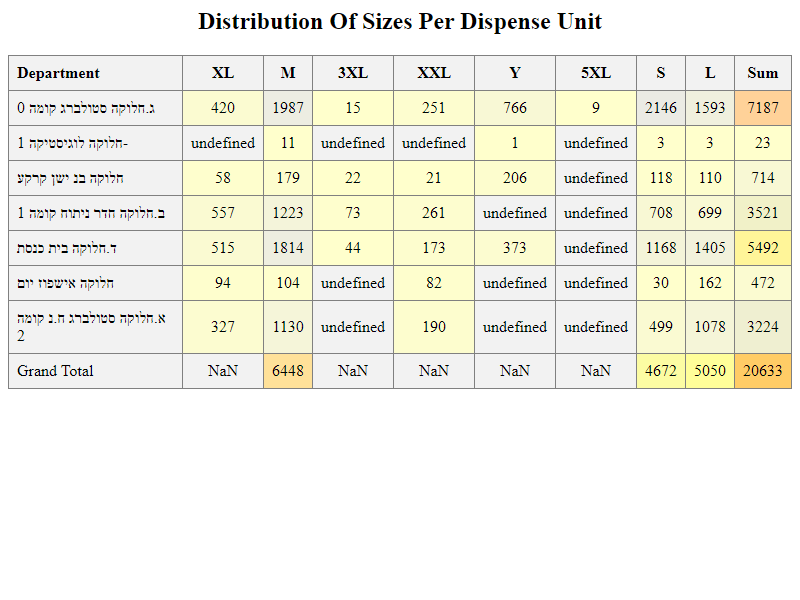 Distribution Of Sizes Per Dispense Unit
Department XL M 3XL XXL Y 5XL S L Sum
ג.חלוקה סטולברג קומה 0 420 1987 15 251 766 9 2146 1593 7187
חלוקה לוגיסטיקה 1- undefined 11 undefined undefined 1 undefined 3 3 23
חלוקה בנ ישן קרקע 58 179 22 21 206 undefined 118 110 714
ב.חלוקה חדר ניתוח קומה 1 557 1223 73 261 undefined undefined 708 699 3521
ד.חלוקה בית כנסת 515 1814 44 173 373 undefined 1168 1405 5492
חלוקה אישפוז יום 94 104 undefined 82 undefined undefined 30 162 472
א.חלוקה סטולברג ח.נ קומה
2 327 1130 undefined 190 undefined undefined 499 1078 3224
Grand Total NaN 6448 NaN NaN NaN NaN 4672 5050 20633